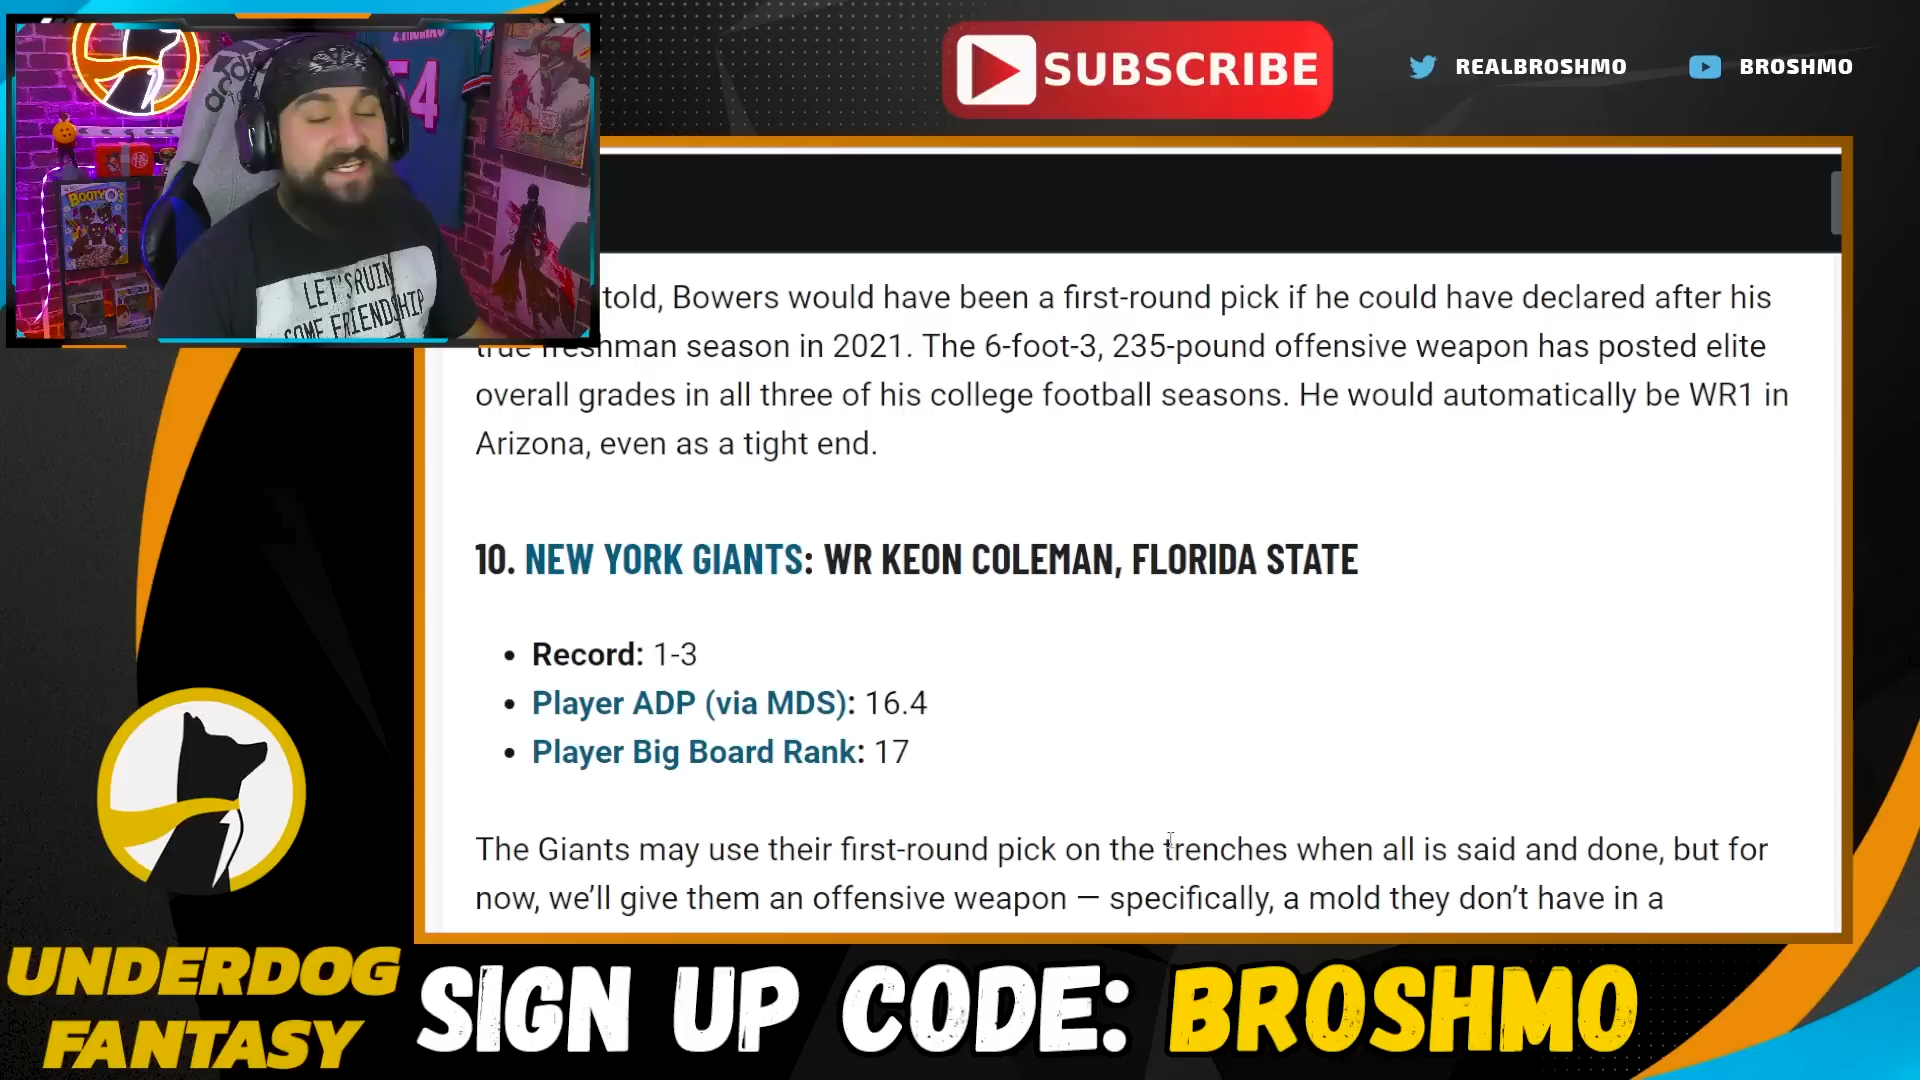 SUBSCRIBE
REALBROSHMO
BROSHMO
54
BOOTY O's
LET'S RUIN
SOME FRIENDSHIP
told, Bowers would have been a first-round pick if he could have declared after his
true freshman season in 2021. The 6-foot-3, 235-pound offensive weapon has posted elite
overall grades in all three of his college football seasons. He would automatically be WR1 in
Arizona, even as a tight end.
10. NEW YORK GIANTS: WR KEON COLEMAN, FLORIDA STATE
• Record: 1-3
• Player ADP (via MDS): 16.4
• Player Big Board Rank: 17
The Giants may use their first-round pick on the trenches when all is said and done, but for
now, we'll give them an offensive weapon — specifically, a mold they don't have in a
UNDERDOG
FANTASY
SIGN UP CODE: BROSHMO